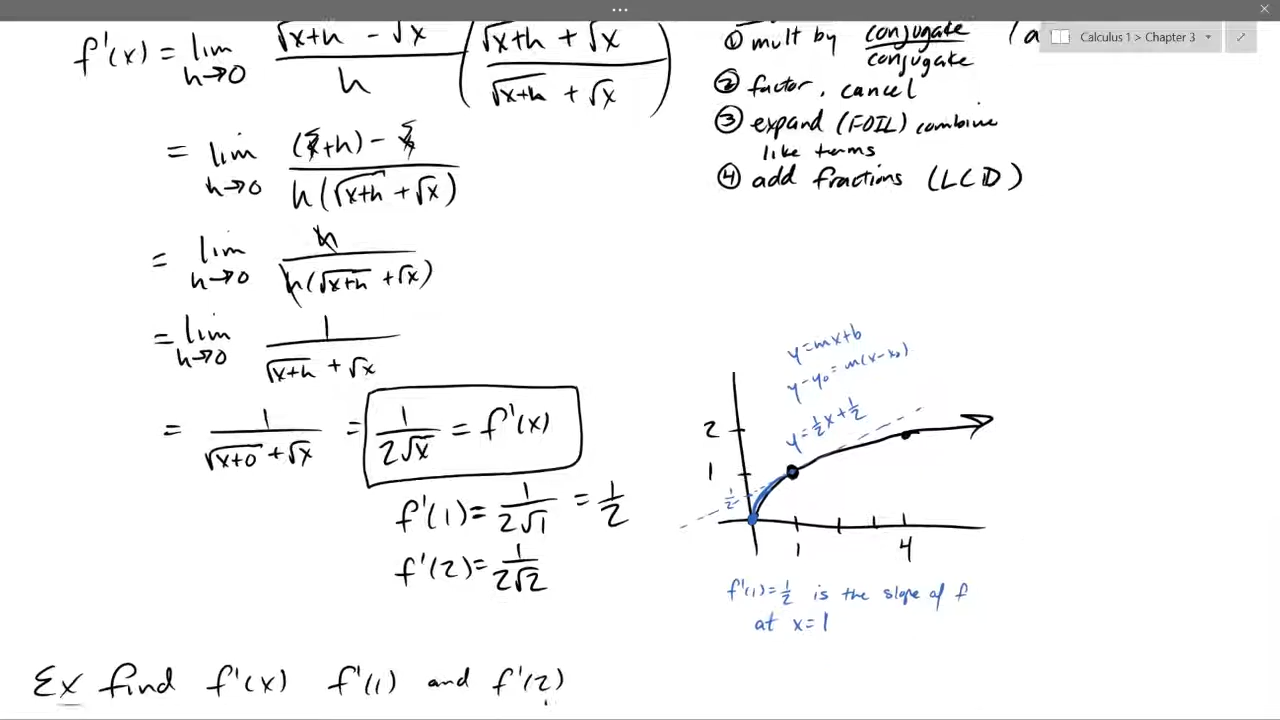 f'(x) = lim h→0 (√x+h - √x)/h ((√x+h + √x)/(√x+h + √x))
= lim h→0 ((x+h) - x)/(h(√x+h + √x))
= lim h→0 h/(h(√x+h + √x))
= lim h→0 1/(√x+h + √x)
= 1/(√x+0 + √x) = 1/(2√x) = f'(x)
f'(1) = 1/(2√1) = 1/2
f'(2) = 1/(2√2)
Ex find f'(x) f'(1) and f'(2)
① mult by conjugate/conjugate
② factor, cancel
③ expand (FOIL) combine
like terms
④ add fractions (LCD)
Calculus 1 > Chapter 3
y=mx+b
y-y₀=m(x-x₀)
y=1/2x+1/2
2
1
1/2
1
4
f'(1)=1/2 is the slope of f
at x=1